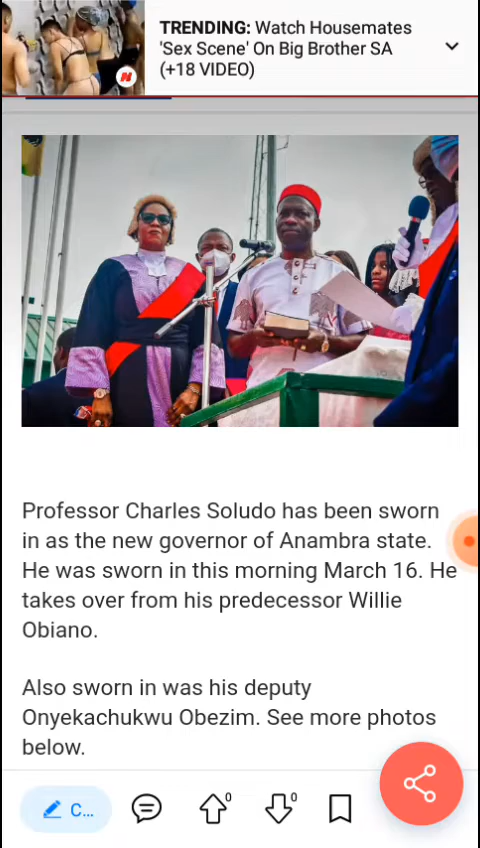 TRENDING: Watch Housemates
'Sex Scene' On Big Brother SA
(+18 VIDEO)
N
Professor Charles Soludo has been sworn
in as the new governor of Anambra state.
He was sworn in this morning March 16. He
takes over from his predecessor Willie
Obiano.
Also sworn in was his deputy
Onyekachukwu Obezim. See more photos
below.
C...
0
0